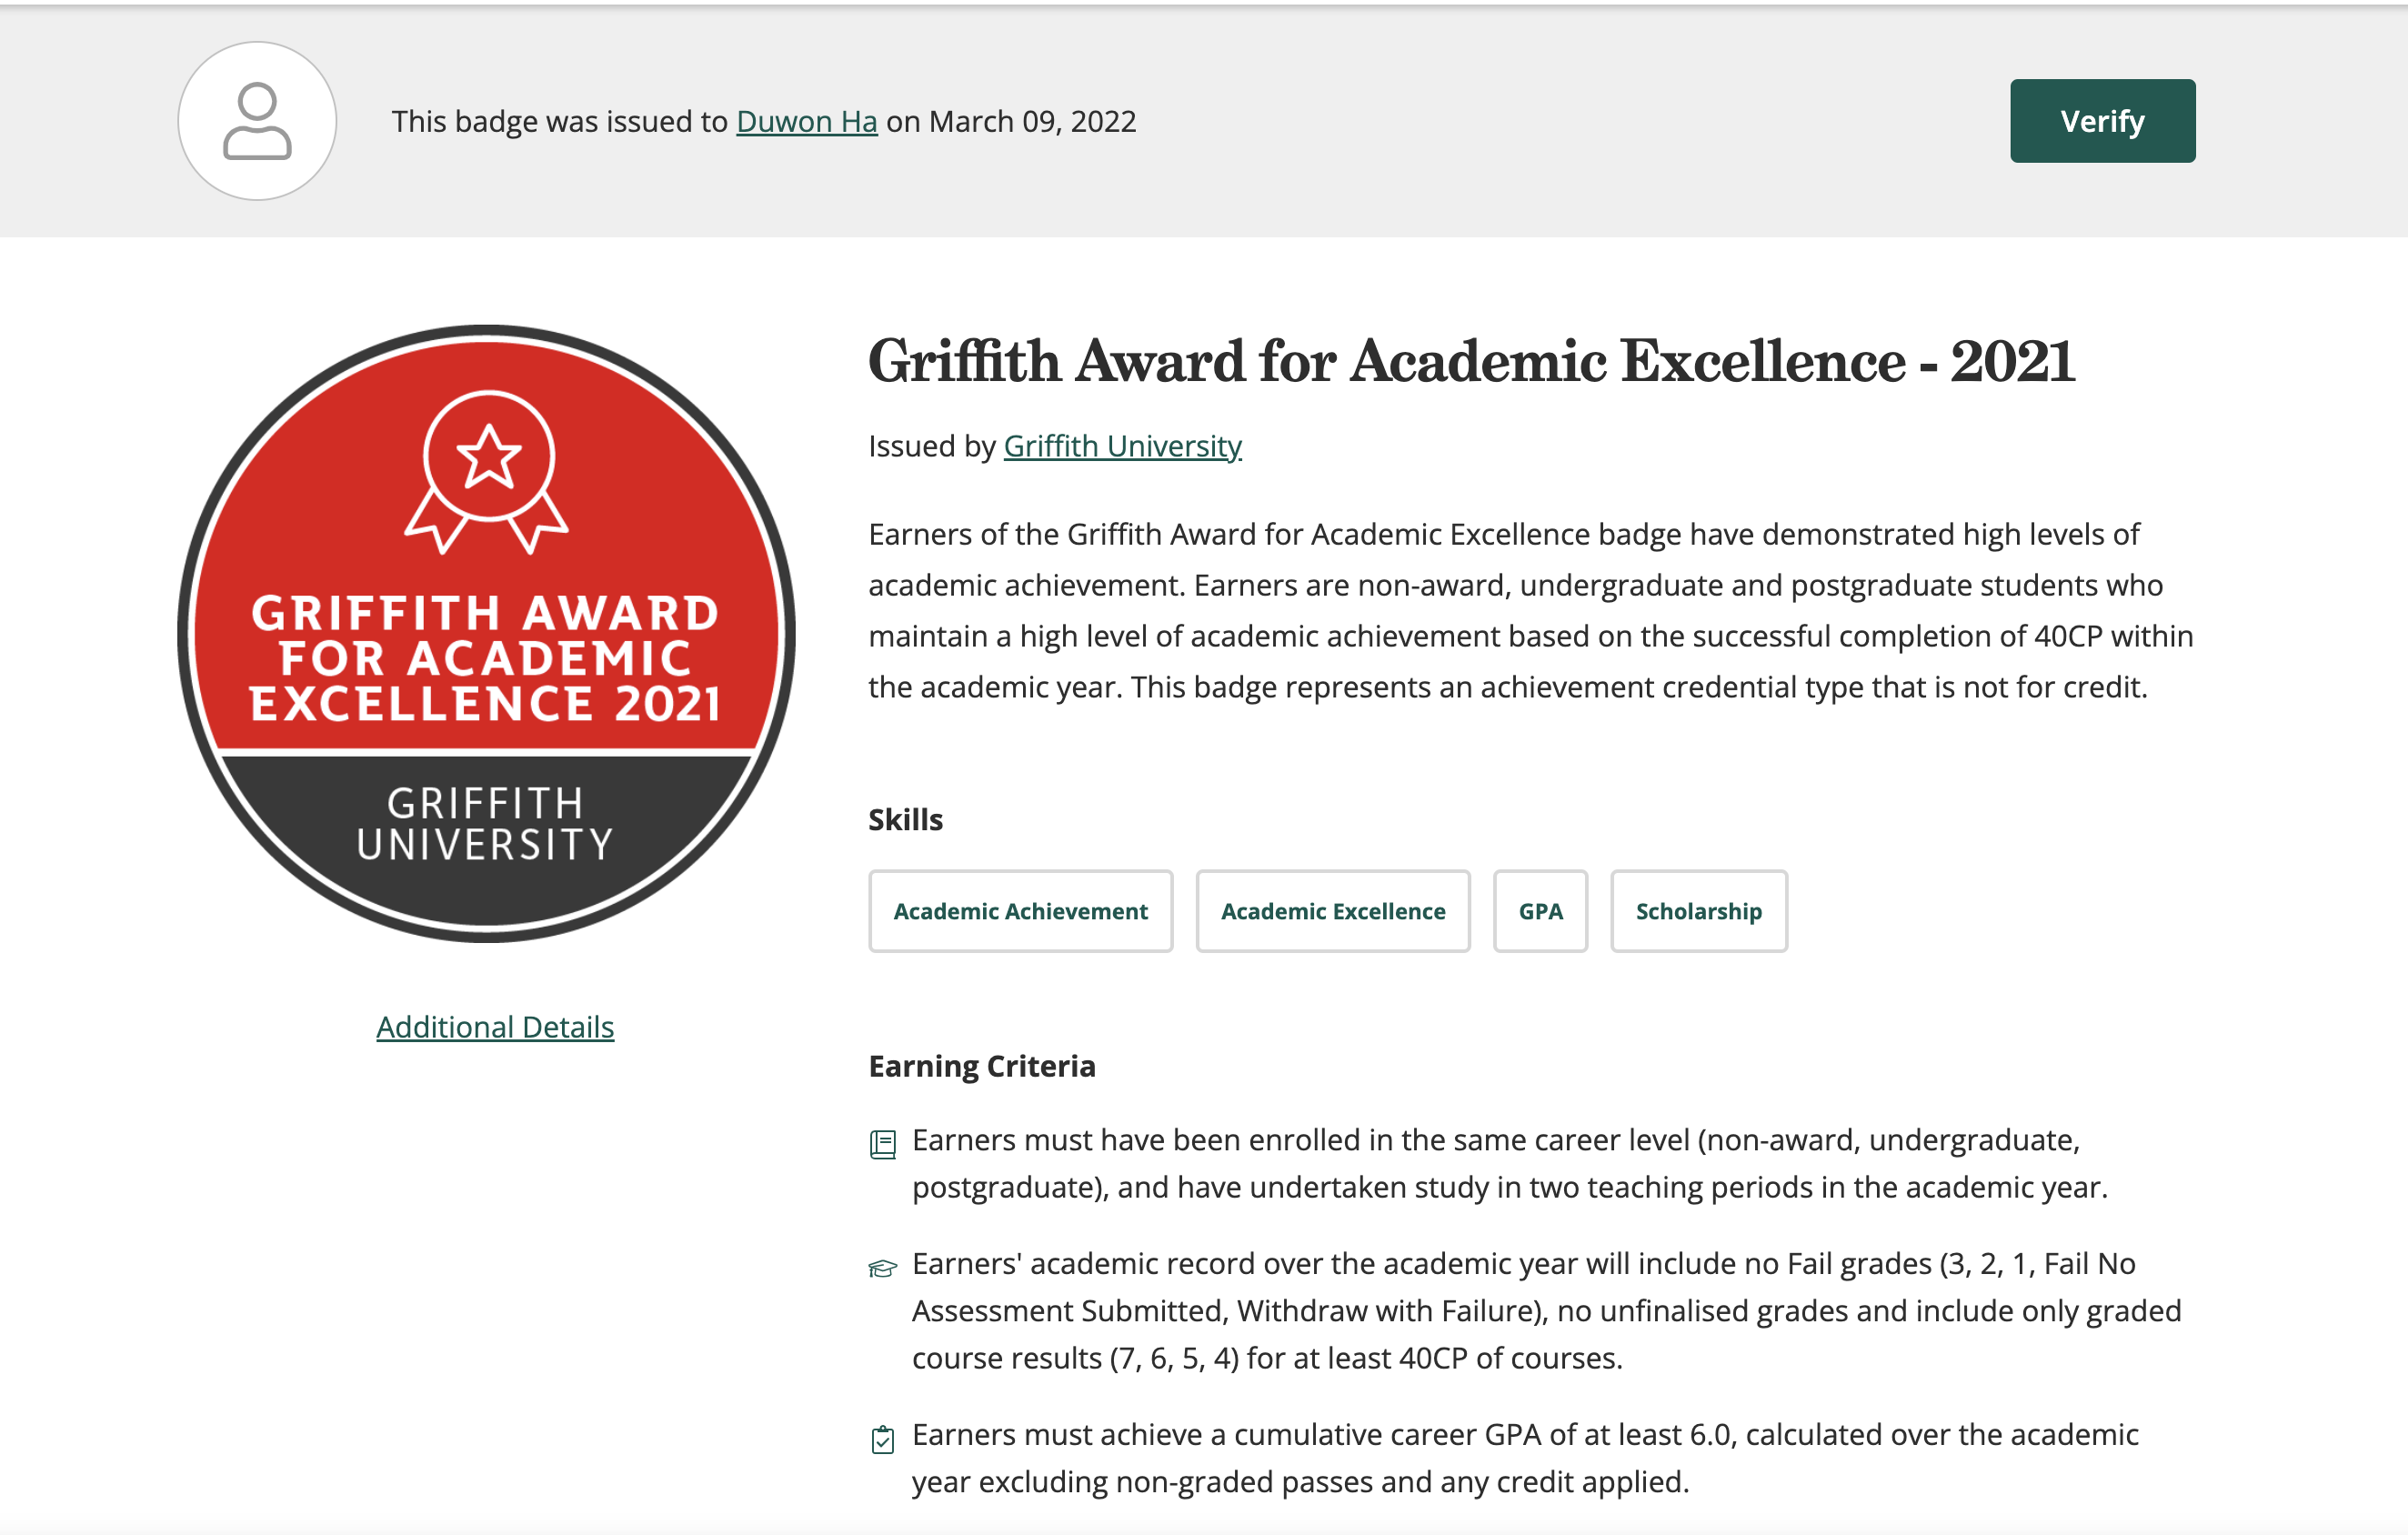 This badge was issued to Duwon Ha on March 09, 2022
Verify
GRIFFITH AWARD
FOR ACADEMIC
EXCELLENCE 2021
GRIFFITH
UNIVERSITY
Additional Details
Griffith Award for Academic Excellence - 2021
Issued by Griffith University
Earners of the Griffith Award for Academic Excellence badge have demonstrated high levels of
academic achievement. Earners are non-award, undergraduate and postgraduate students who
maintain a high level of academic achievement based on the successful completion of 40CP within
the academic year. This badge represents an achievement credential type that is not for credit.
Skills
Academic Achievement
Academic Excellence
GPA
Scholarship
Earning Criteria
Earners must have been enrolled in the same career level (non-award, undergraduate,
postgraduate), and have undertaken study in two teaching periods in the academic year.
Earners' academic record over the academic year will include no Fail grades (3, 2, 1, Fail No
Assessment Submitted, Withdraw with Failure), no unfinalised grades and include only graded
course results (7, 6, 5, 4) for at least 40CP of courses.
Earners must achieve a cumulative career GPA of at least 6.0, calculated over the academic
year excluding non-graded passes and any credit applied.